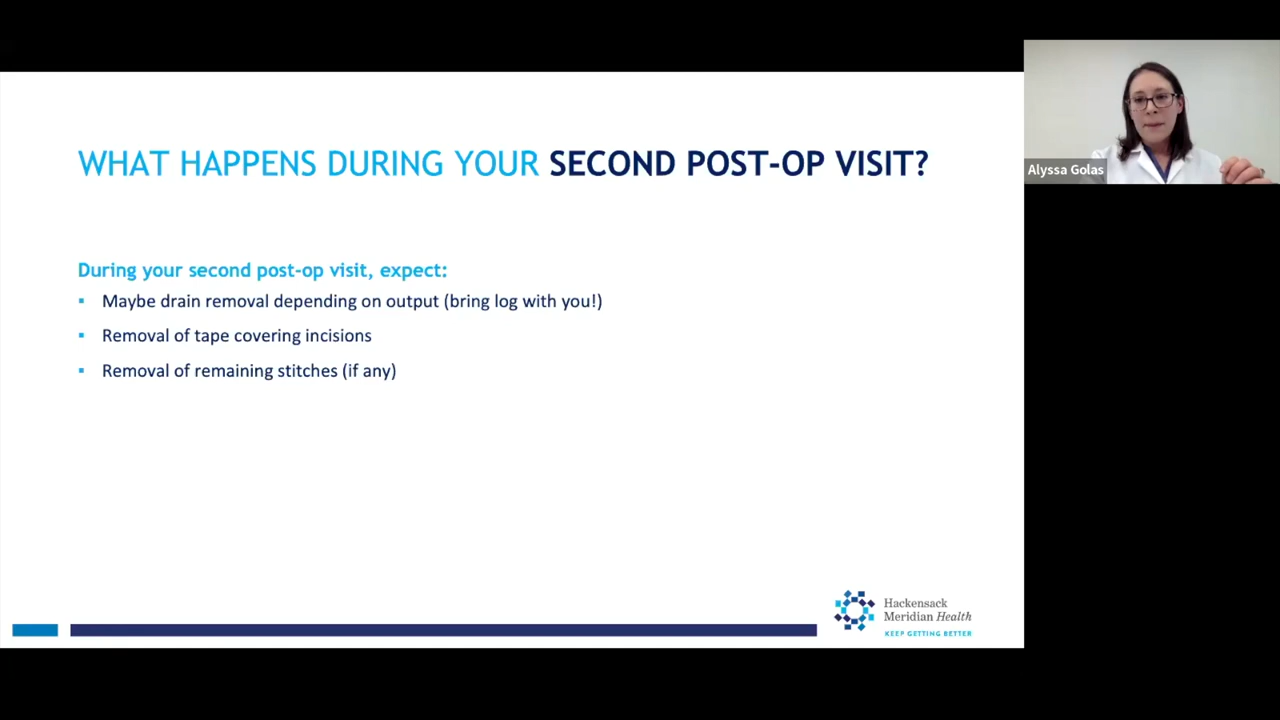 WHAT HAPPENS DURING YOUR SECOND POST-OP VISIT?
Alyssa Golas
During your second post-op visit, expect:
▪ Maybe drain removal depending on output (bring log with you!)
▪ Removal of tape covering incisions
▪ Removal of remaining stitches (if any)
Hackensack
Meridian Health
KEEP GETTING BETTER